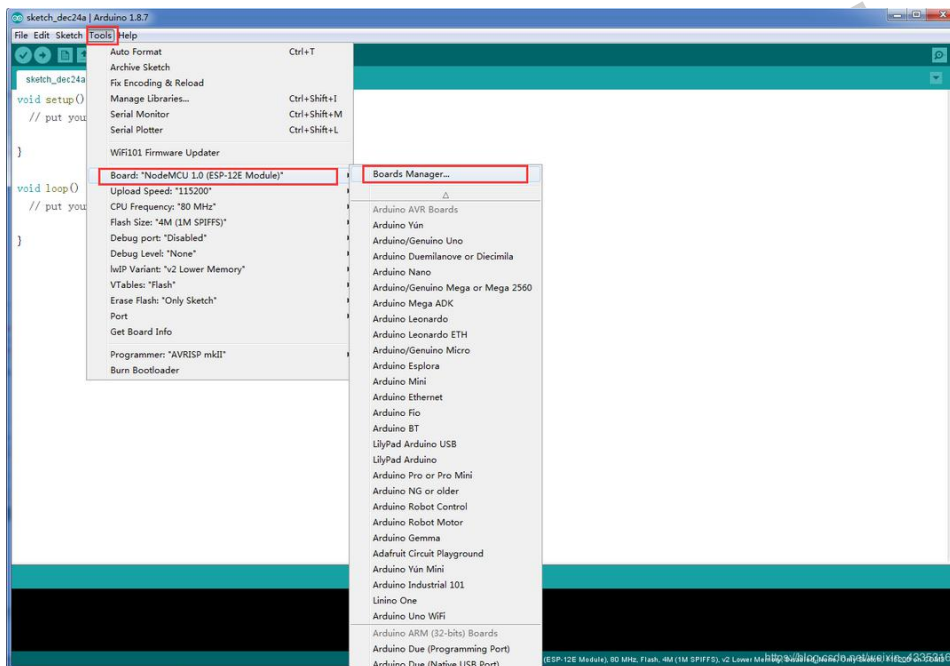 sketch_dec24a | Arduino 1.8.7
File Edit Sketch Tools Help
sketch_dec24a
void setup()
// put you
}
void loop()
// put you
}
Auto Format Ctrl+T
Archive Sketch
Fix Encoding & Reload
Manage Libraries... Ctrl+Shift+I
Serial Monitor Ctrl+Shift+M
Serial Plotter Ctrl+Shift+L
WiFi101 Firmware Updater
Board: "NodeMCU 1.0 (ESP-12E Module)"
Upload Speed: "115200"
CPU Frequency: "80 MHz"
Flash Size: "4M (1M SPIFFS)"
Debug port: "Disabled"
Debug Level: "None"
lwIP Variant: "v2 Lower Memory"
VTables: "Flash"
Erase Flash: "Only Sketch"
Port
Get Board Info
Programmer: "AVRISP mkII"
Burn Bootloader
Boards Manager...
Arduino AVR Boards
Arduino Yún
Arduino/Genuino Uno
Arduino Duemilanove or Diecimila
Arduino Nano
Arduino/Genuino Mega or Mega 2560
Arduino Mega ADK
Arduino Leonardo
Arduino Leonardo ETH
Arduino/Genuino Micro
Arduino Esplora
Arduino Mini
Arduino Ethernet
Arduino Fio
Arduino BT
LilyPad Arduino USB
LilyPad Arduino
Arduino Pro or Pro Mini
Arduino NG or older
Arduino Robot Control
Arduino Robot Motor
Arduino Gemma
Adafruit Circuit Playground
Arduino Yún Mini
Arduino Industrial 101
Linino One
Arduino Uno WiFi
Arduino ARM (32-bits) Boards
Arduino Due (Programming Port)
Arduino Due (Native USB Port)
(ESP-12E Module), 80 MHz, Flash, 4M (1M SPIFFS), v2 Lower